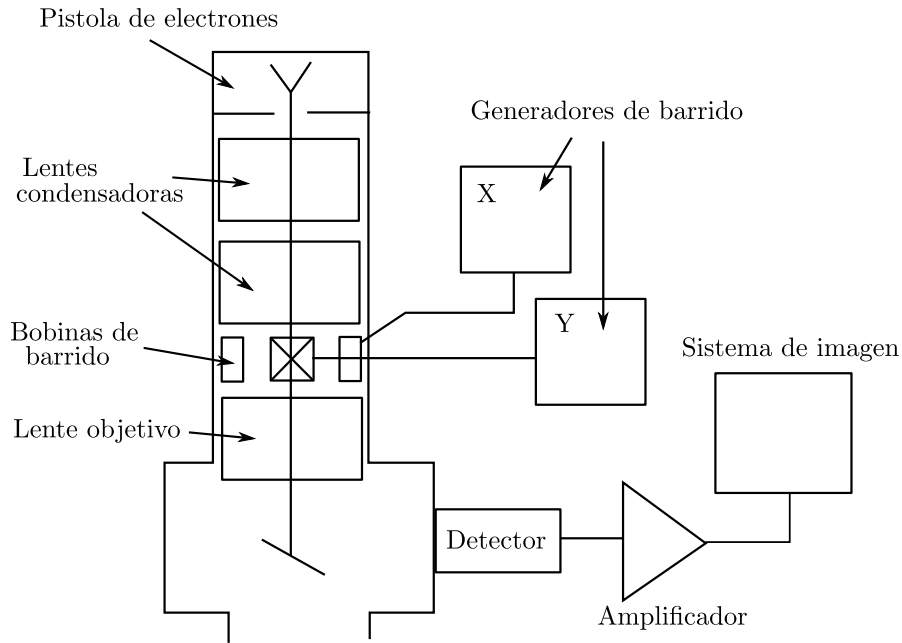 Pistola de electrones
Generadores de barrido
Lentes
condensadoras
X
Y
Bobinas de
barrido
Sistema de imagen
Lente objetivo
Detector
Amplificador